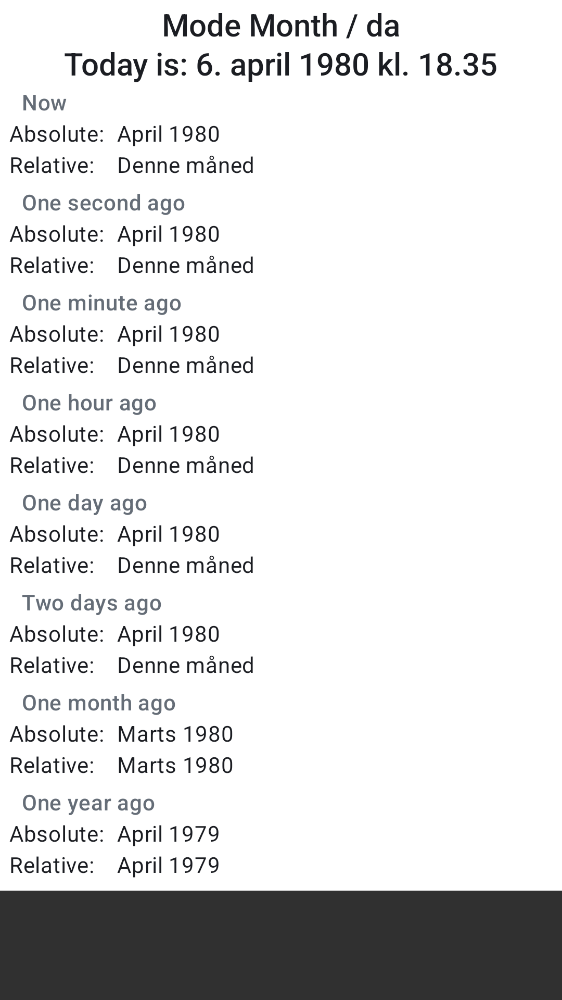 Mode Month / da
Today is: 6. april 1980 kl. 18.35
Now
Absolute: April 1980
Relative: Denne måned
One second ago
Absolute: April 1980
Relative: Denne måned
One minute ago
Absolute: April 1980
Relative: Denne måned
One hour ago
Absolute: April 1980
Relative: Denne måned
One day ago
Absolute: April 1980
Relative: Denne måned
Two days ago
Absolute: April 1980
Relative: Denne måned
One month ago
Absolute: Marts 1980
Relative: Marts 1980
One year ago
Absolute: April 1979
Relative: April 1979